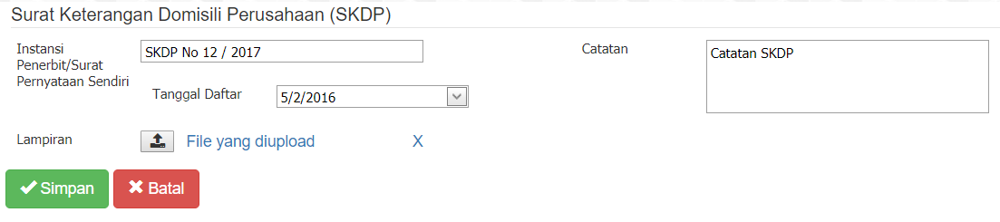 Surat Keterangan Domisili Perusahaan (SKDP)
Instansi
Penerbit/Surat
Pernyataan Sendiri
SKDP No 12 / 2017
Catatan
Catatan SKDP
Tanggal Daftar
5/2/2016
Lampiran
File yang diupload
X
Simpan
Batal